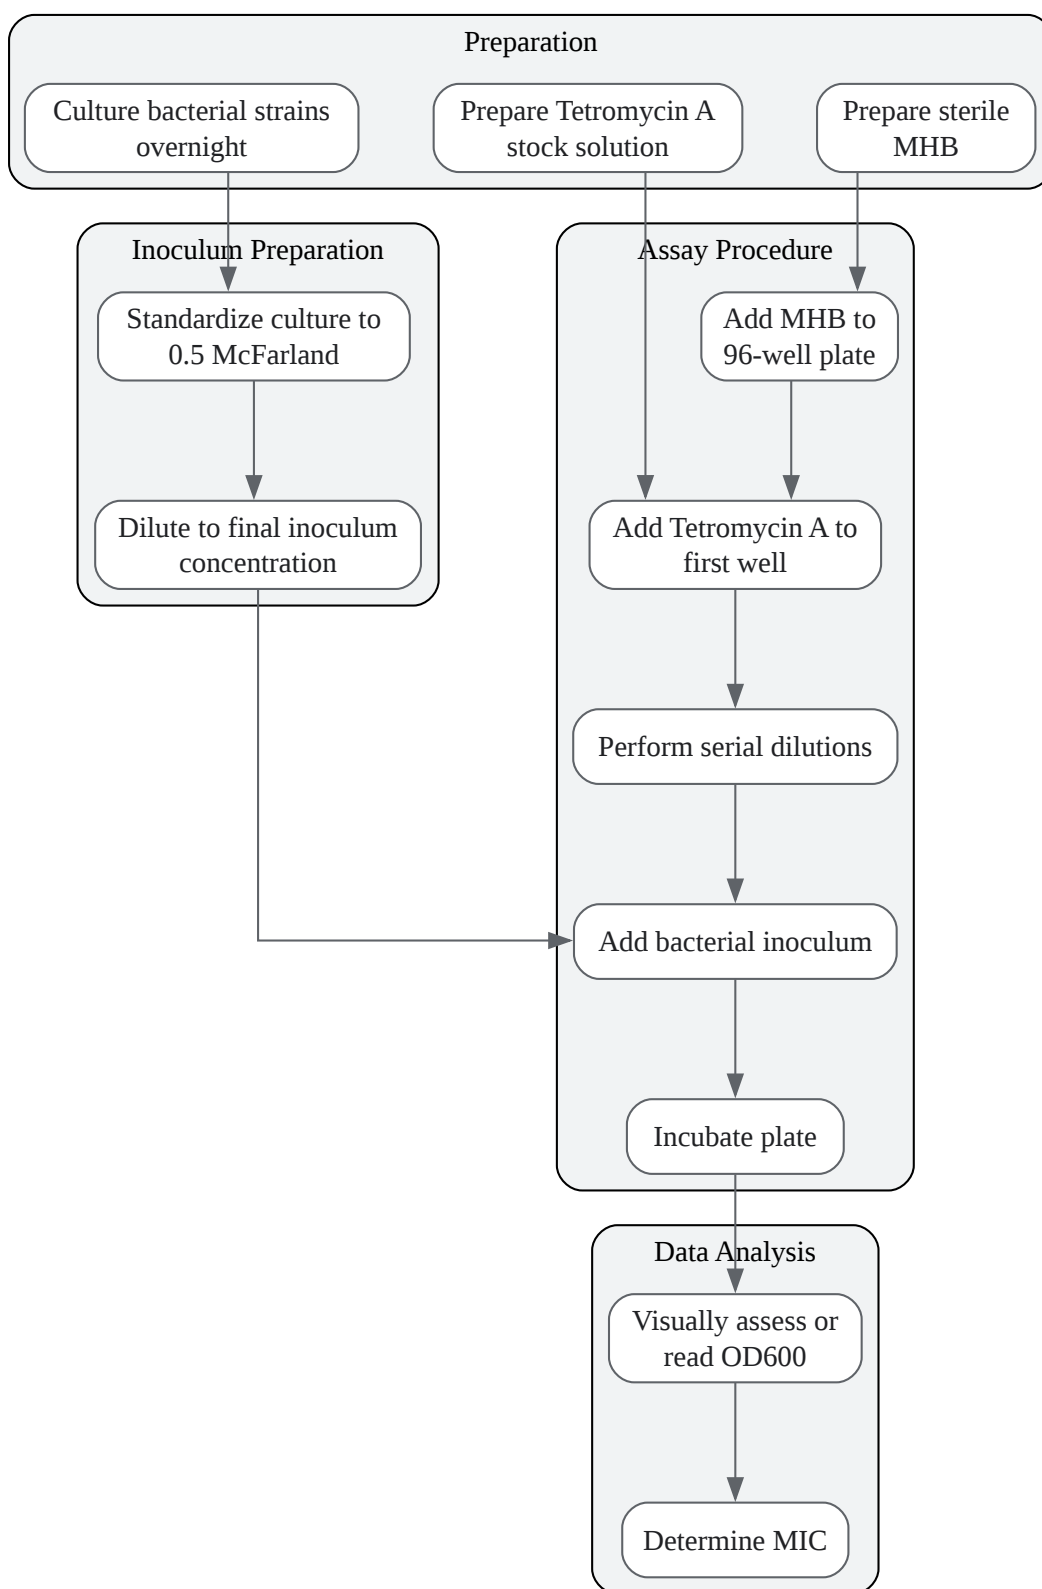 Preparation
Culture bacterial strains
overnight
Prepare Tetromycin A
stock solution
Prepare sterile
MHB
Inoculum Preparation
Standardize culture to
0.5 McFarland
Dilute to final inoculum
concentration
Assay Procedure
Add MHB to
96-well plate
Add Tetromycin A to
first well
Perform serial dilutions
Add bacterial inoculum
Incubate plate
Data Analysis
Visually assess or
read OD600
Determine MIC